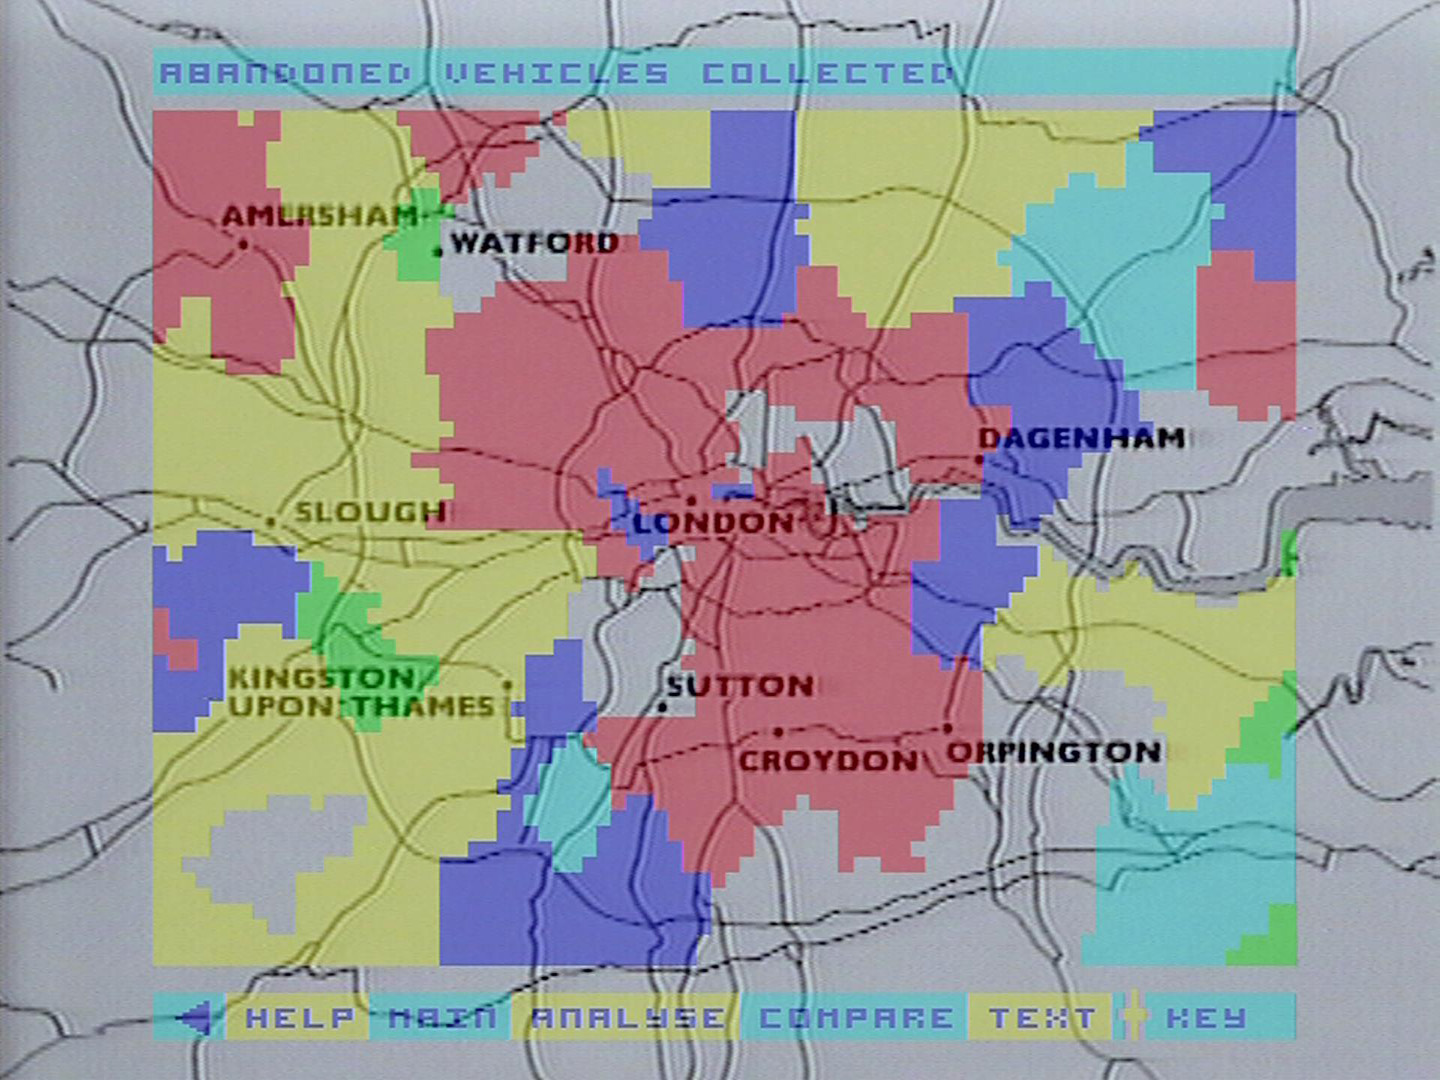 ABANDONED VEHICLES COLLECTED
AMERSHAM
WATFORD
DAGENHAM
SLOUGH
LONDON
KINGSTON
UPON THAMES
SUTTON
CROYDON
ORPINGTON
HELP MAIN ANALYSE COMPARE TEXT KEY